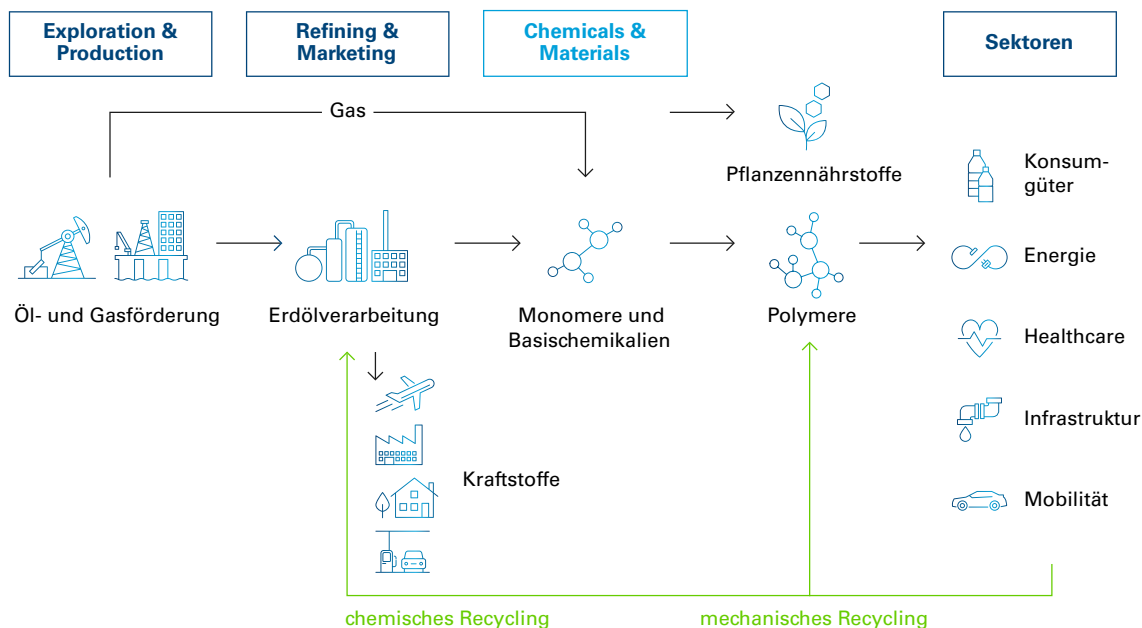 Exploration &
Production
Refining &
Marketing
Chemicals &
Materials
Sektoren
Gas
Pflanzennährstoffe
Konsum-
güter
Energie
Öl- und Gasförderung
Erdölverarbeitung
Monomere und
Basischemikalien
Polymere
Healthcare
Infrastruktur
Kraftstoffe
Mobilität
chemisches Recycling
mechanisches Recycling